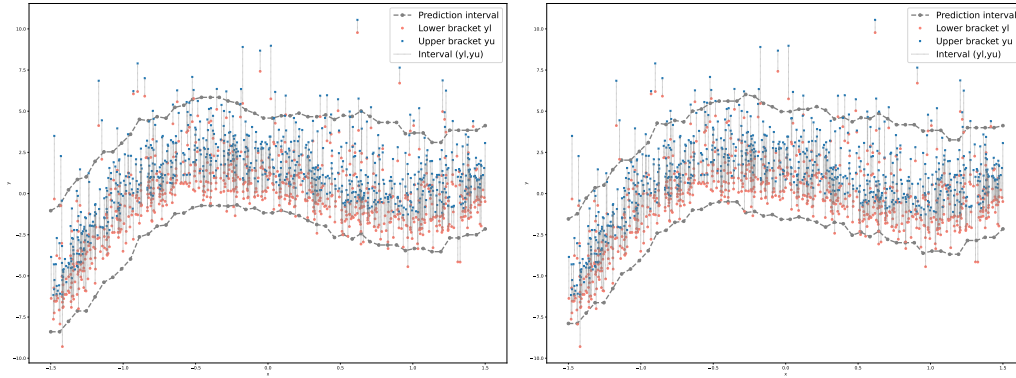 Prediction interval
Lower bracket yl
Upper bracket yu
Interval (yl,yu)
10.0
7.5
5.0
2.5
0.0
−2.5
−5.0
−7.5
−10.0
y
−1.5
−1.0
−0.5
0.0
0.5
1.0
1.5
x
Prediction interval
Lower bracket yl
Upper bracket yu
Interval (yl,yu)
10.0
7.5
5.0
2.5
0.0
−2.5
−5.0
−7.5
−10.0
y
−1.5
−1.0
−0.5
0.0
0.5
1.0
1.5
x